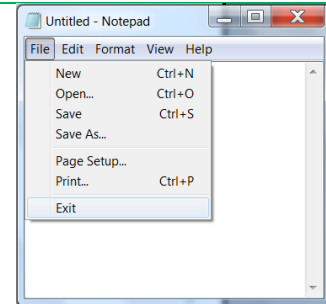 Untitled - Notepad
File Edit Format View Help
New Ctrl+N
Open... Ctrl+O
Save Ctrl+S
Save As...
Page Setup...
Print... Ctrl+P
Exit